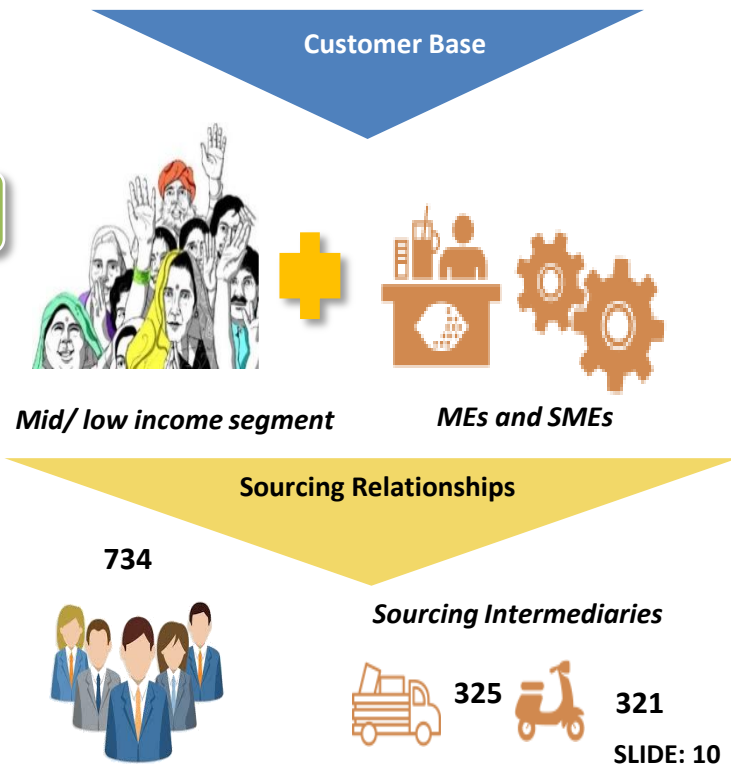 Customer Base
Mid/ low income segment
MEs and SMEs
Sourcing Relationships
734
Sourcing Intermediaries
325
321
SLIDE: 10